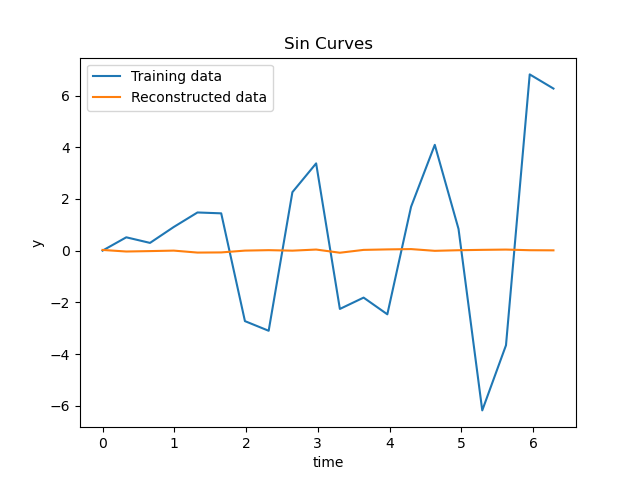 Sin Curves
Training data
Reconstructed data
6
4
2
0
−2
−4
−6
y
0 1 2 3 4 5 6
time